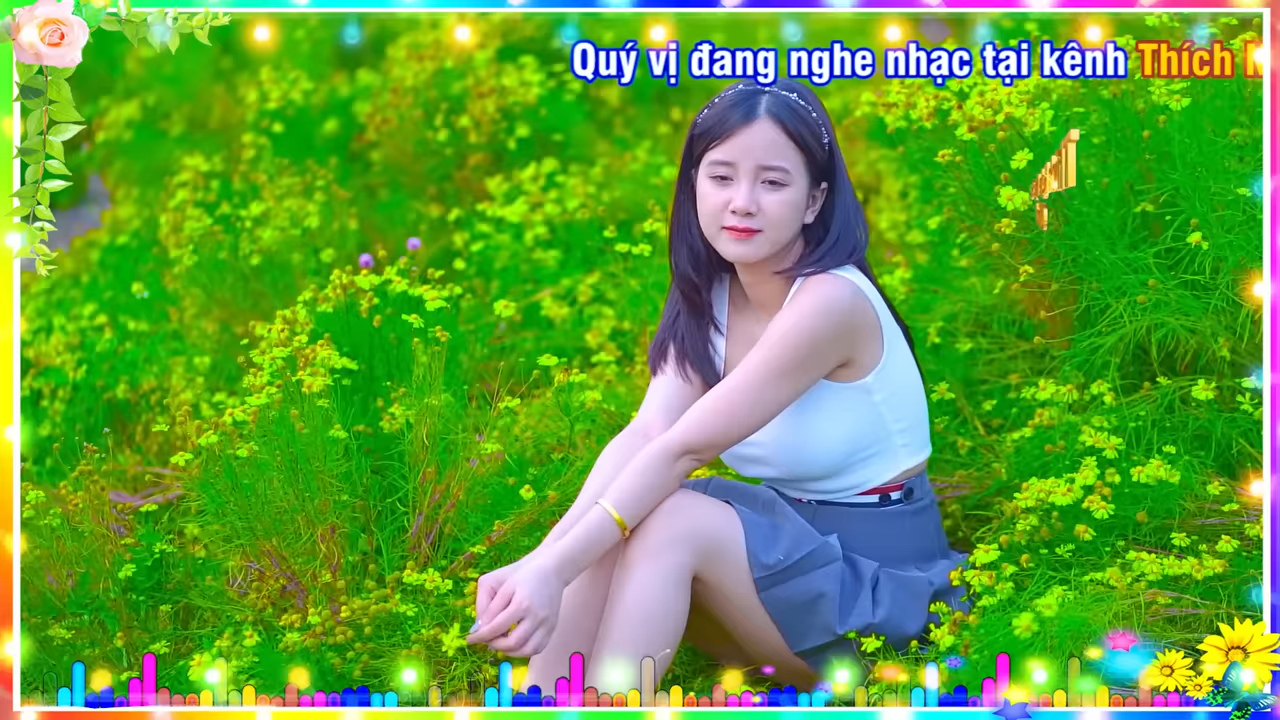 Quý vị đang nghe nhạc tại kênh Thích